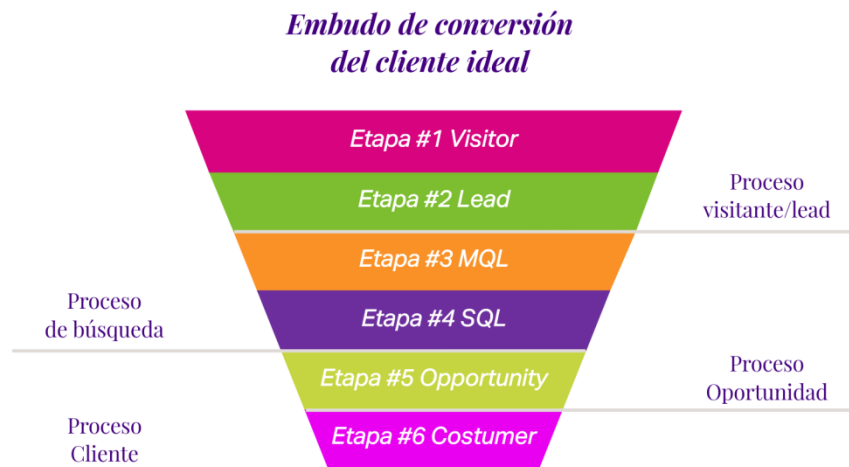 Embudo de conversión
del cliente ideal
Etapa #1 Visitor
Etapa #2 Lead
Proceso
visitante/lead
Etapa #3 MQL
Etapa #4 SQL
Proceso
de búsqueda
Etapa #5 Opportunity
Proceso
Oportunidad
Etapa #6 Costumer
Proceso
Cliente